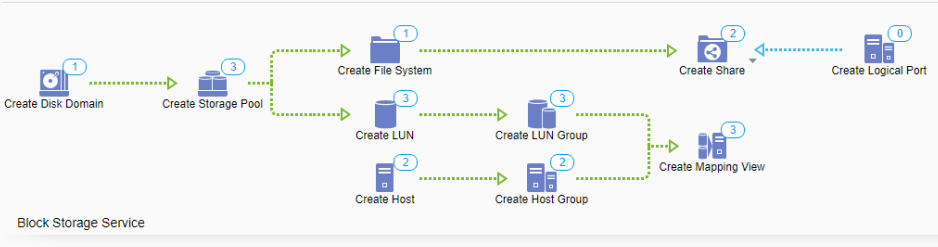 1
2
0
Create File System
Create Share
Create Logical Port
1
3
Create Disk Domain
Create Storage Pool
3
3
Create LUN
Create LUN Group
3
Create Mapping View
2
2
Create Host
Create Host Group
Block Storage Service